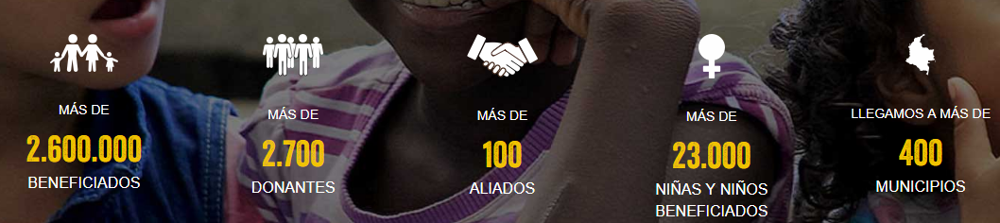 MÁS DE
2.600.000
BENEFICIADOS
MÁS DE
2.700
DONANTES
MÁS DE
100
ALIADOS
MÁS DE
23.000
NIÑAS Y NIÑOS
BENEFICIADOS
LLEGAMOS A MÁS DE
400
MUNICIPIOS